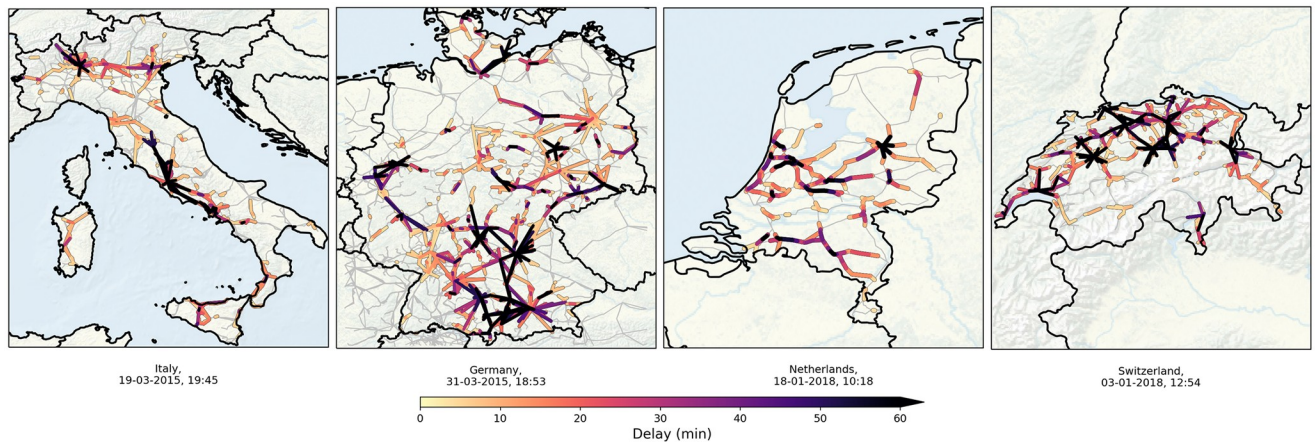 Italy,
19-03-2015, 19:45
Germany,
31-03-2015, 18:53
Netherlands,
18-01-2018, 10:18
Switzerland,
03-01-2018, 12:54
0 10 20 30 40 50 60
Delay (min)